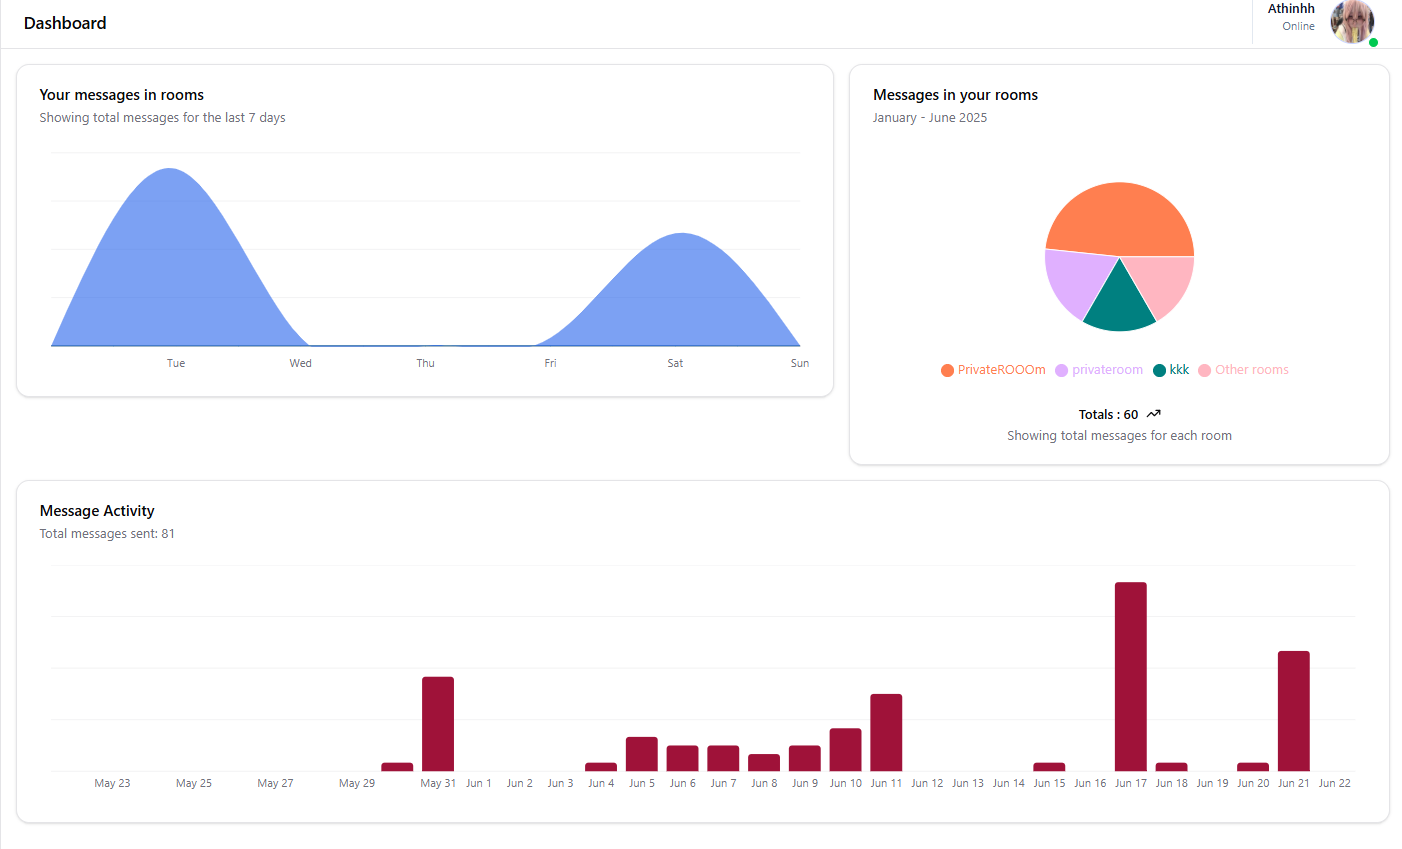 Dashboard
Athinhh
Online
Your messages in rooms
Showing total messages for the last 7 days
Tue Wed Thu Fri Sat Sun
Messages in your rooms
January - June 2025
PrivateROOOm privateroom kkk Other rooms
Totals : 60
Showing total messages for each room
Message Activity
Total messages sent: 81
May 23 May 25 May 27 May 29 May 31 Jun 1 Jun 2 Jun 3 Jun 4 Jun 5 Jun 6 Jun 7 Jun 8 Jun 9 Jun 10 Jun 11 Jun 12 Jun 13 Jun 14 Jun 15 Jun 16 Jun 17 Jun 18 Jun 19 Jun 20 Jun 21 Jun 22